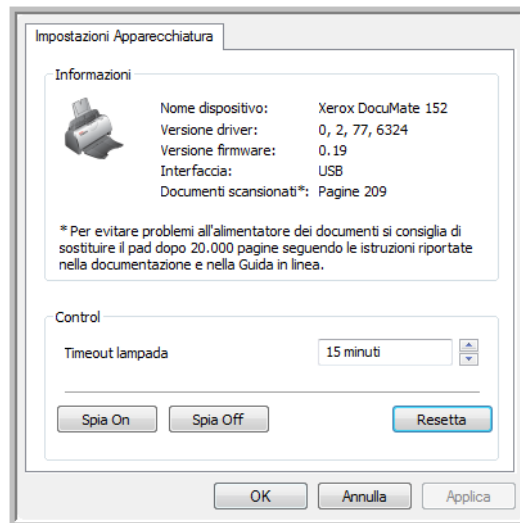 Impostazioni Apparecchiatura
Informazioni
Nome dispositivo: Xerox DocuMate 152
Versione driver: 0, 2, 77, 6324
Versione firmware: 0.19
Interfaccia: USB
Documenti scansionati*: Pagine 209
* Per evitare problemi all'alimentatore dei documenti si consiglia di
sostituire il pad dopo 20.000 pagine seguendo le istruzioni riportate
nella documentazione e nella Guida in linea.
Control
Timeout lampada 15 minuti
Spia On Spia Off Resetta
OK Annulla Applica